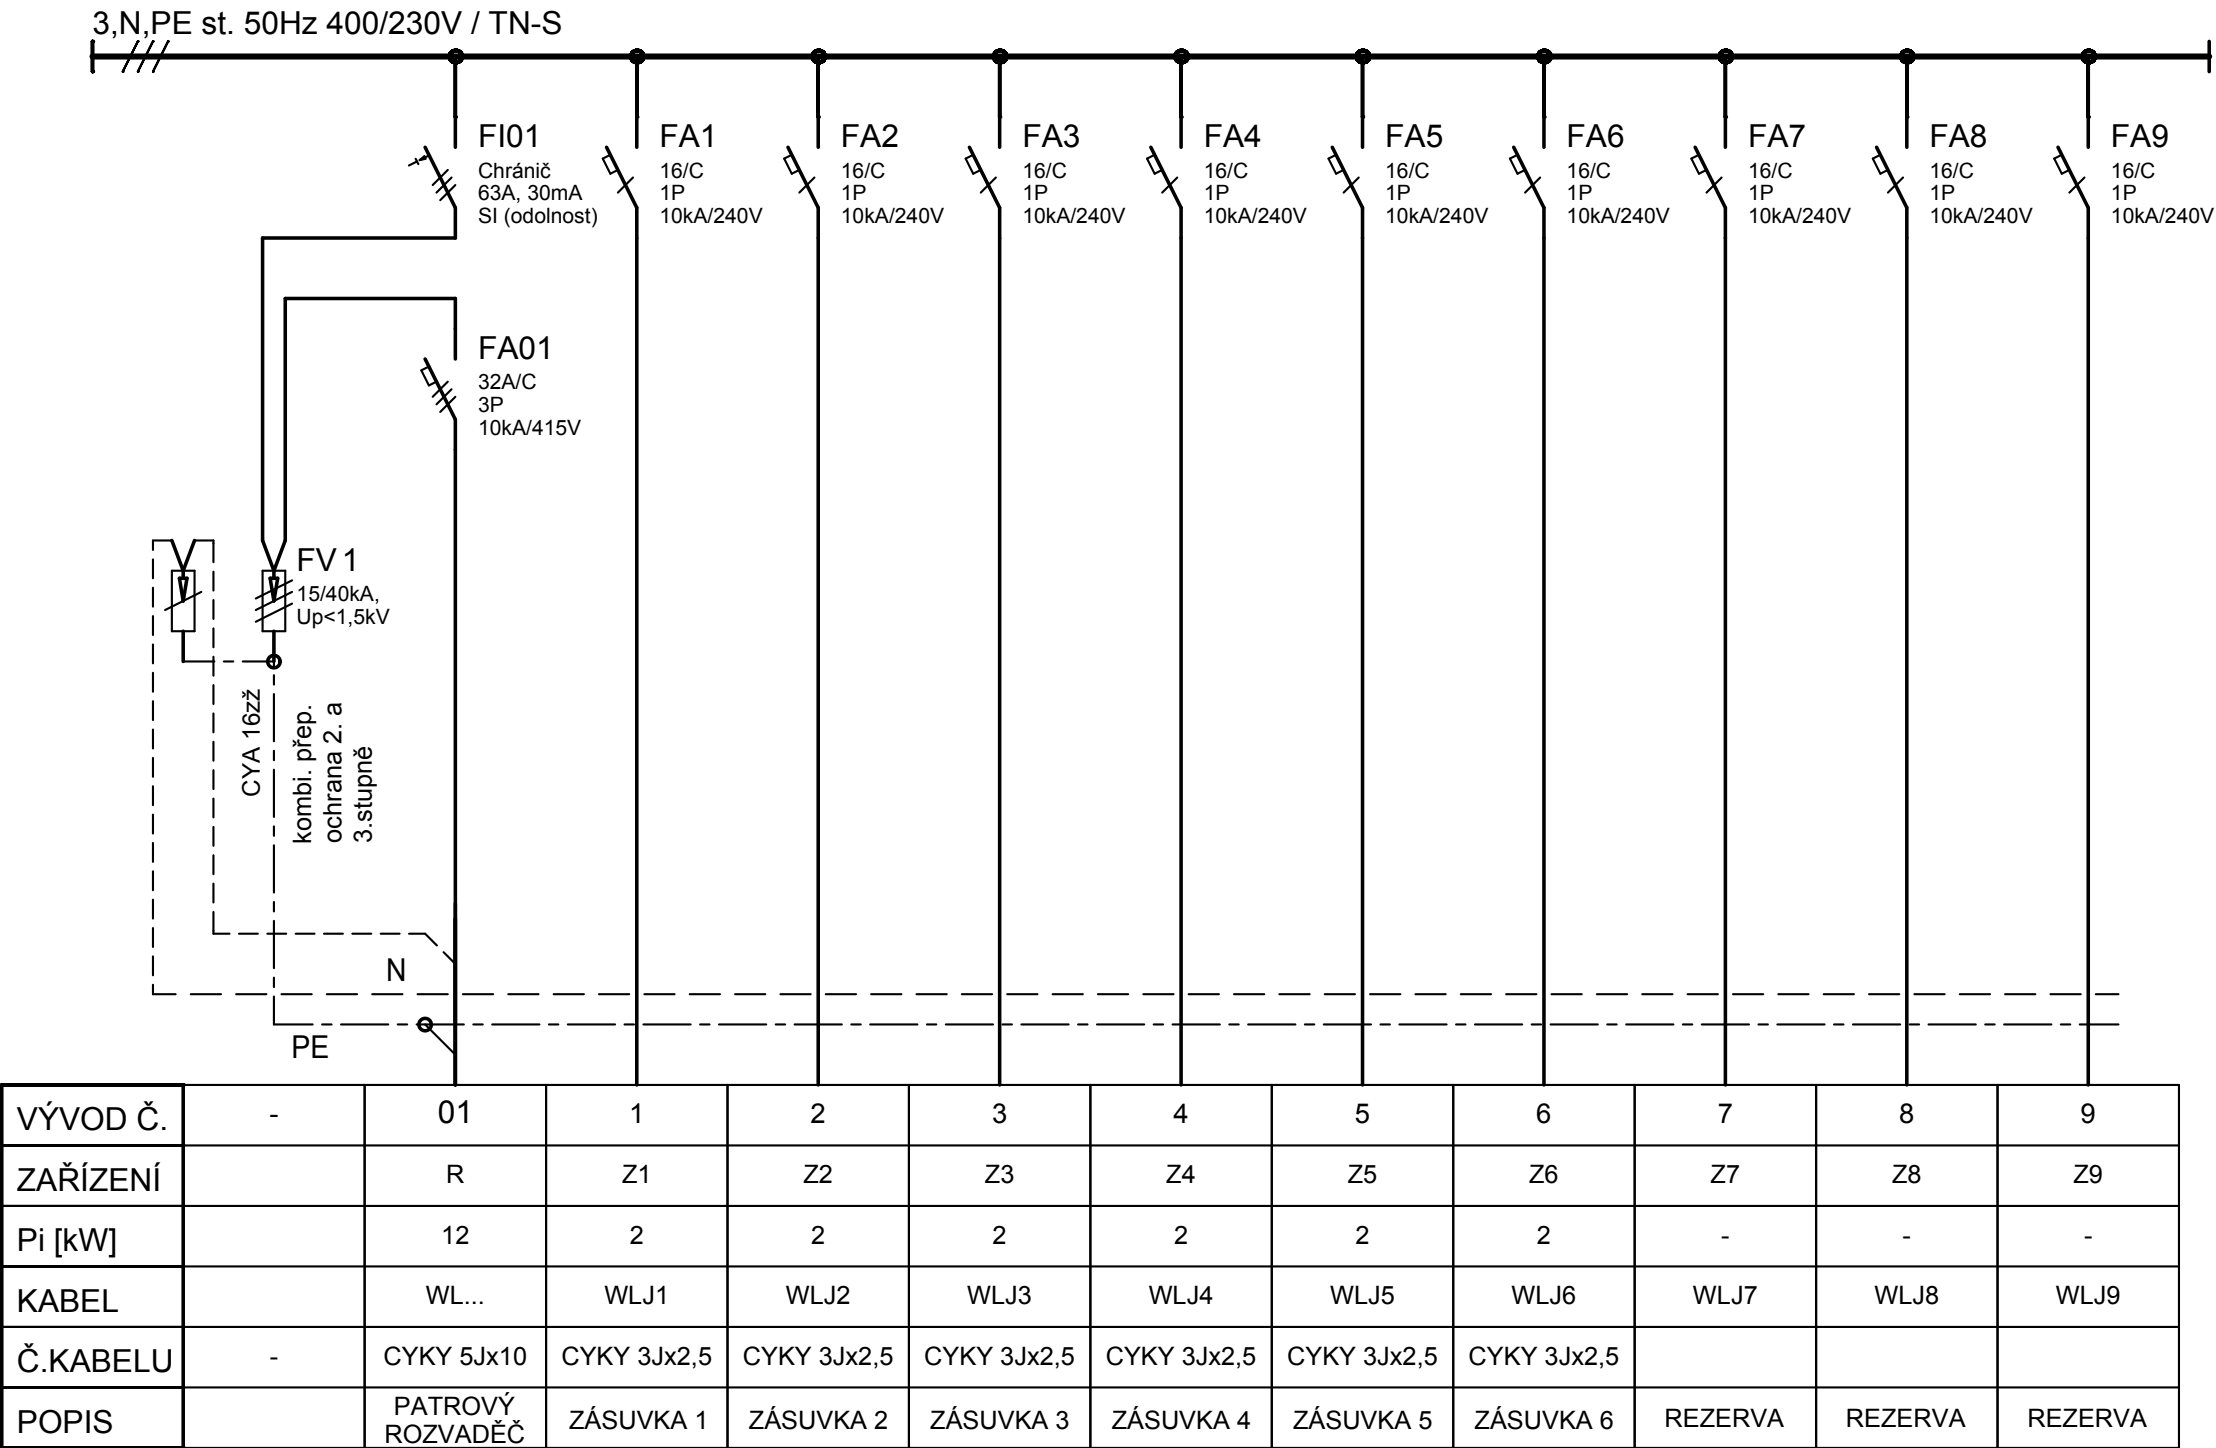 3,N,PE st. 50Hz 400/230V / TN-S
FI01
Chránič
63A, 30mA
SI (odolnost)
FA1
16/C
1P
10kA/240V
FA2
16/C
1P
10kA/240V
FA3
16/C
1P
10kA/240V
FA4
16/C
1P
10kA/240V
FA5
16/C
1P
10kA/240V
FA6
16/C
1P
10kA/240V
FA7
16/C
1P
10kA/240V
FA8
16/C
1P
10kA/240V
FA9
16/C
1P
10kA/240V
FA01
32A/C
3P
10kA/415V
FV 1
15/40kA,
Up<1,5kV
CYA 16zž
kombi. přep.
ochrana 2. a
3.stupně
N
PE
VÝVOD Č. - 01 1 2 3 4 5 6 7 8 9
ZAŘÍZENÍ R Z1 Z2 Z3 Z4 Z5 Z6 Z7 Z8 Z9
Pi [kW] 12 2 2 2 2 2 2 - - -
KABEL WL... WLJ1 WLJ2 WLJ3 WLJ4 WLJ5 WLJ6 WLJ7 WLJ8 WLJ9
Č.KABELU - CYKY 5Jx10 CYKY 3Jx2,5 CYKY 3Jx2,5 CYKY 3Jx2,5 CYKY 3Jx2,5 CYKY 3Jx2,5 CYKY 3Jx2,5
POPIS PATROVÝ ROZVADĚČ ZÁSUVKA 1 ZÁSUVKA 2 ZÁSUVKA 3 ZÁSUVKA 4 ZÁSUVKA 5 ZÁSUVKA 6 REZERVA REZERVA REZERVA